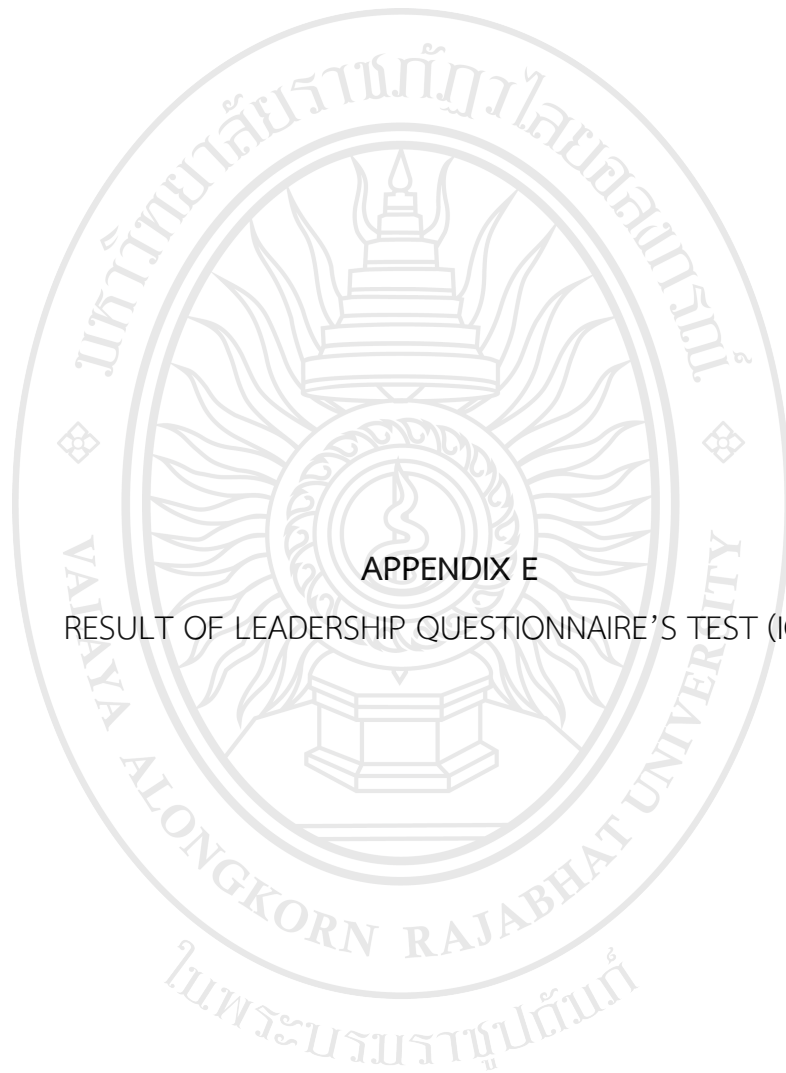 มหาวิทยาลัยราชภัฏวไลยอลงกรณ์
APPENDIX E
RESULT OF LEADERSHIP QUESTIONNAIRE’S TEST
VALAYA ALONGKORN RAJABHAT UNIVERSITY
ในพระบรมราชูปถัมภ์